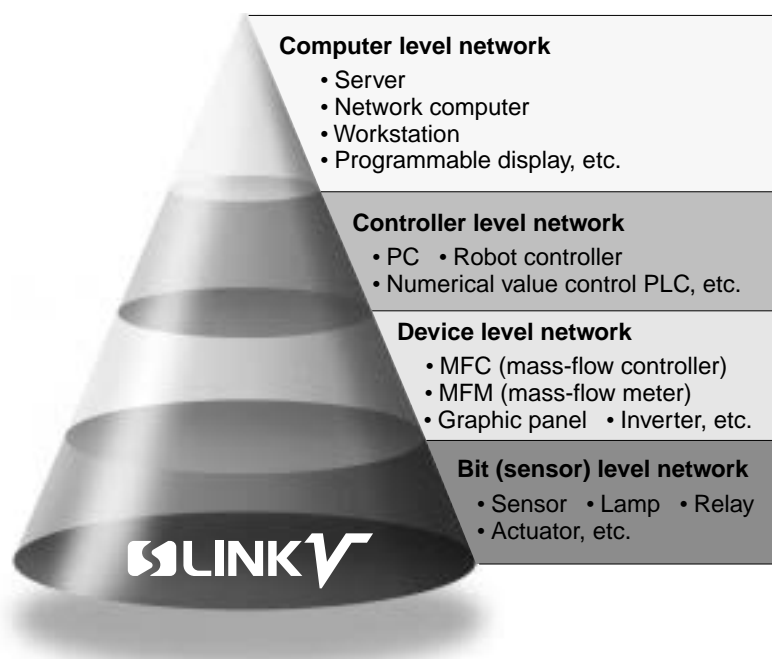 Computer level network
• Server
• Network computer
• Workstation
• Programmable display, etc.
Controller level network
• PC • Robot controller
• Numerical value control PLC, etc.
Device level network
• MFC (mass-flow controller)
• MFM (mass-flow meter)
• Graphic panel • Inverter, etc.
Bit (sensor) level network
• Sensor • Lamp • Relay
• Actuator, etc.
S LINK V